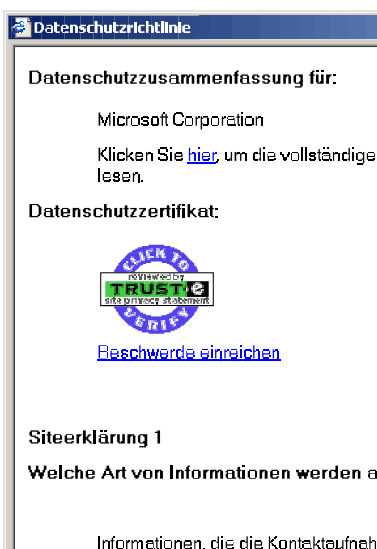 Datenschutzrichtlinie
Datenschutzzusammenfassung für:
Microsoft Corporation
Klicken Sie hier, um die vollständige
lesen.
Datenschutzzertifikat:
CLICK TO
reviewed by
TRUST e
site privacy statement
VERIFY
Beschwerde einreichen
Siteerklärung 1
Welche Art von Informationen werden a
Informationen, die die Kontaktaufnah